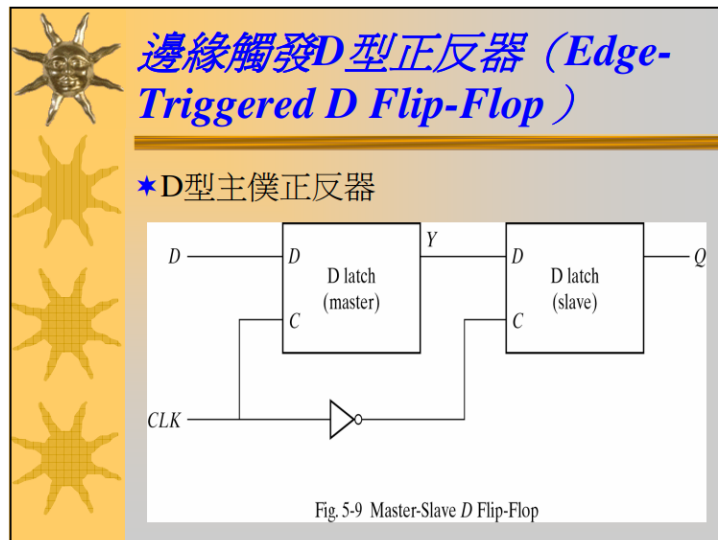 邊緣觸發D型正反器（Edge-
Triggered D Flip-Flop）
D型主僕正反器
D
D
D latch
(master)
C
Y
D
D latch
(slave)
C
Q
CLK
Fig. 5-9 Master-Slave D Flip-Flop